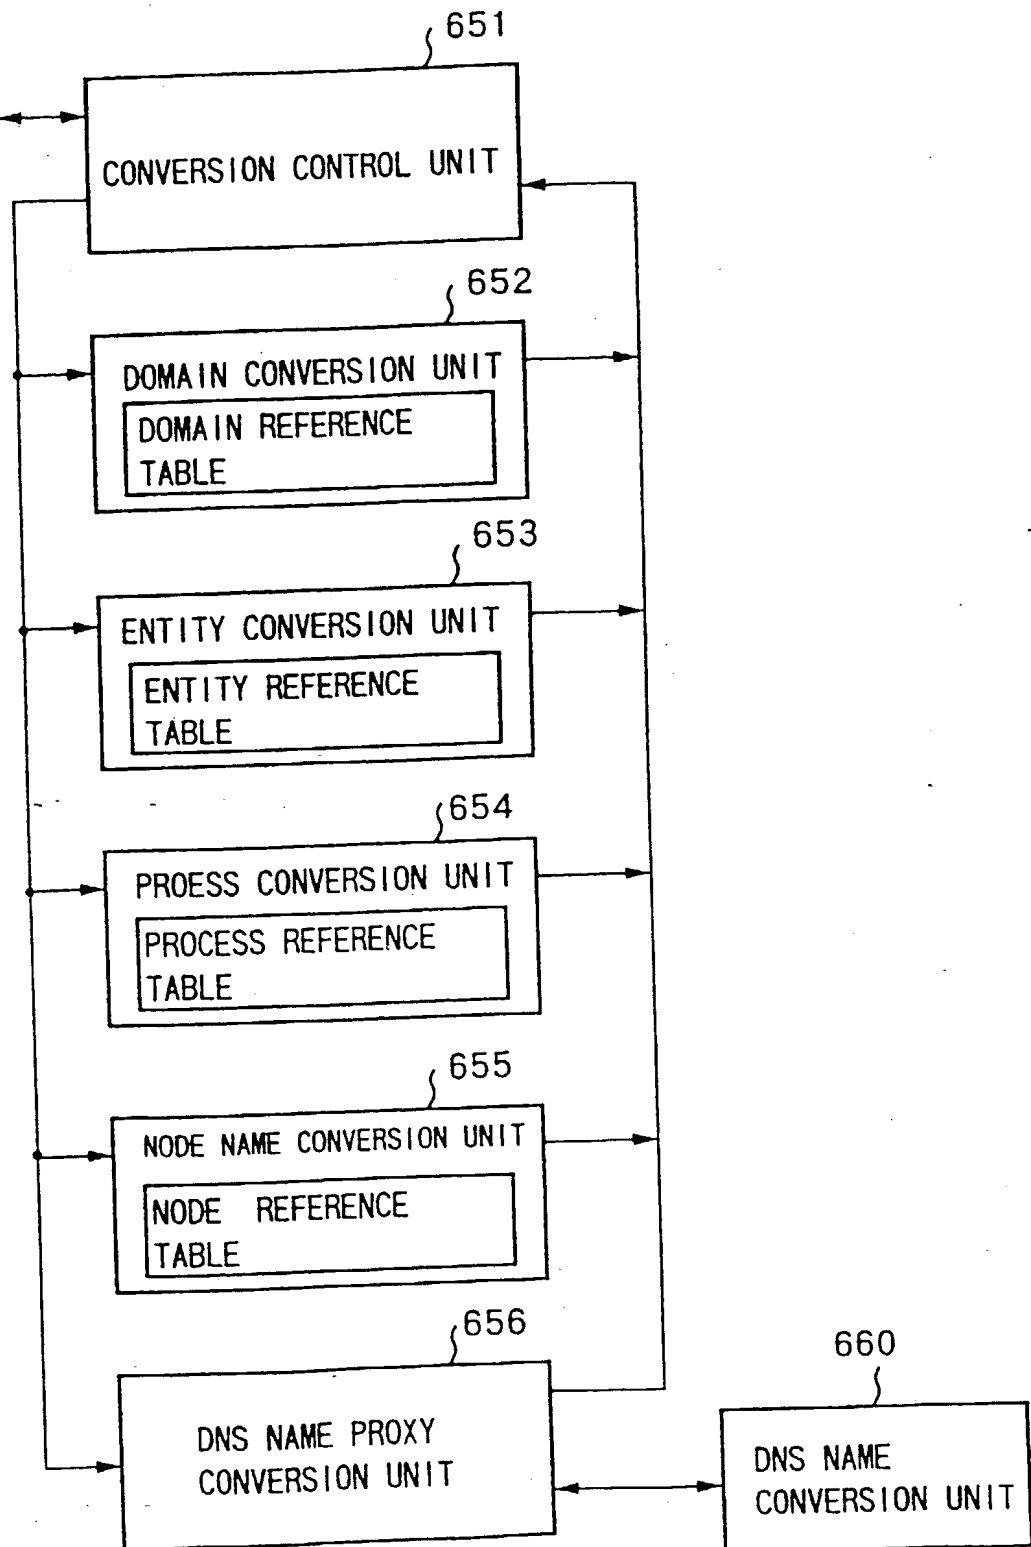 651
CONVERSION CONTROL UNIT
652
DOMAIN CONVERSION UNIT
DOMAIN REFERENCE
TABLE
653
ENTITY CONVERSION UNIT
ENTITY REFERENCE
TABLE
654
PROESS CONVERSION UNIT
PROCESS REFERENCE
TABLE
655
NODE NAME CONVERSION UNIT
NODE REFERENCE
TABLE
656
DNS NAME PROXY
CONVERSION UNIT
660
DNS NAME
CONVERSION UNIT